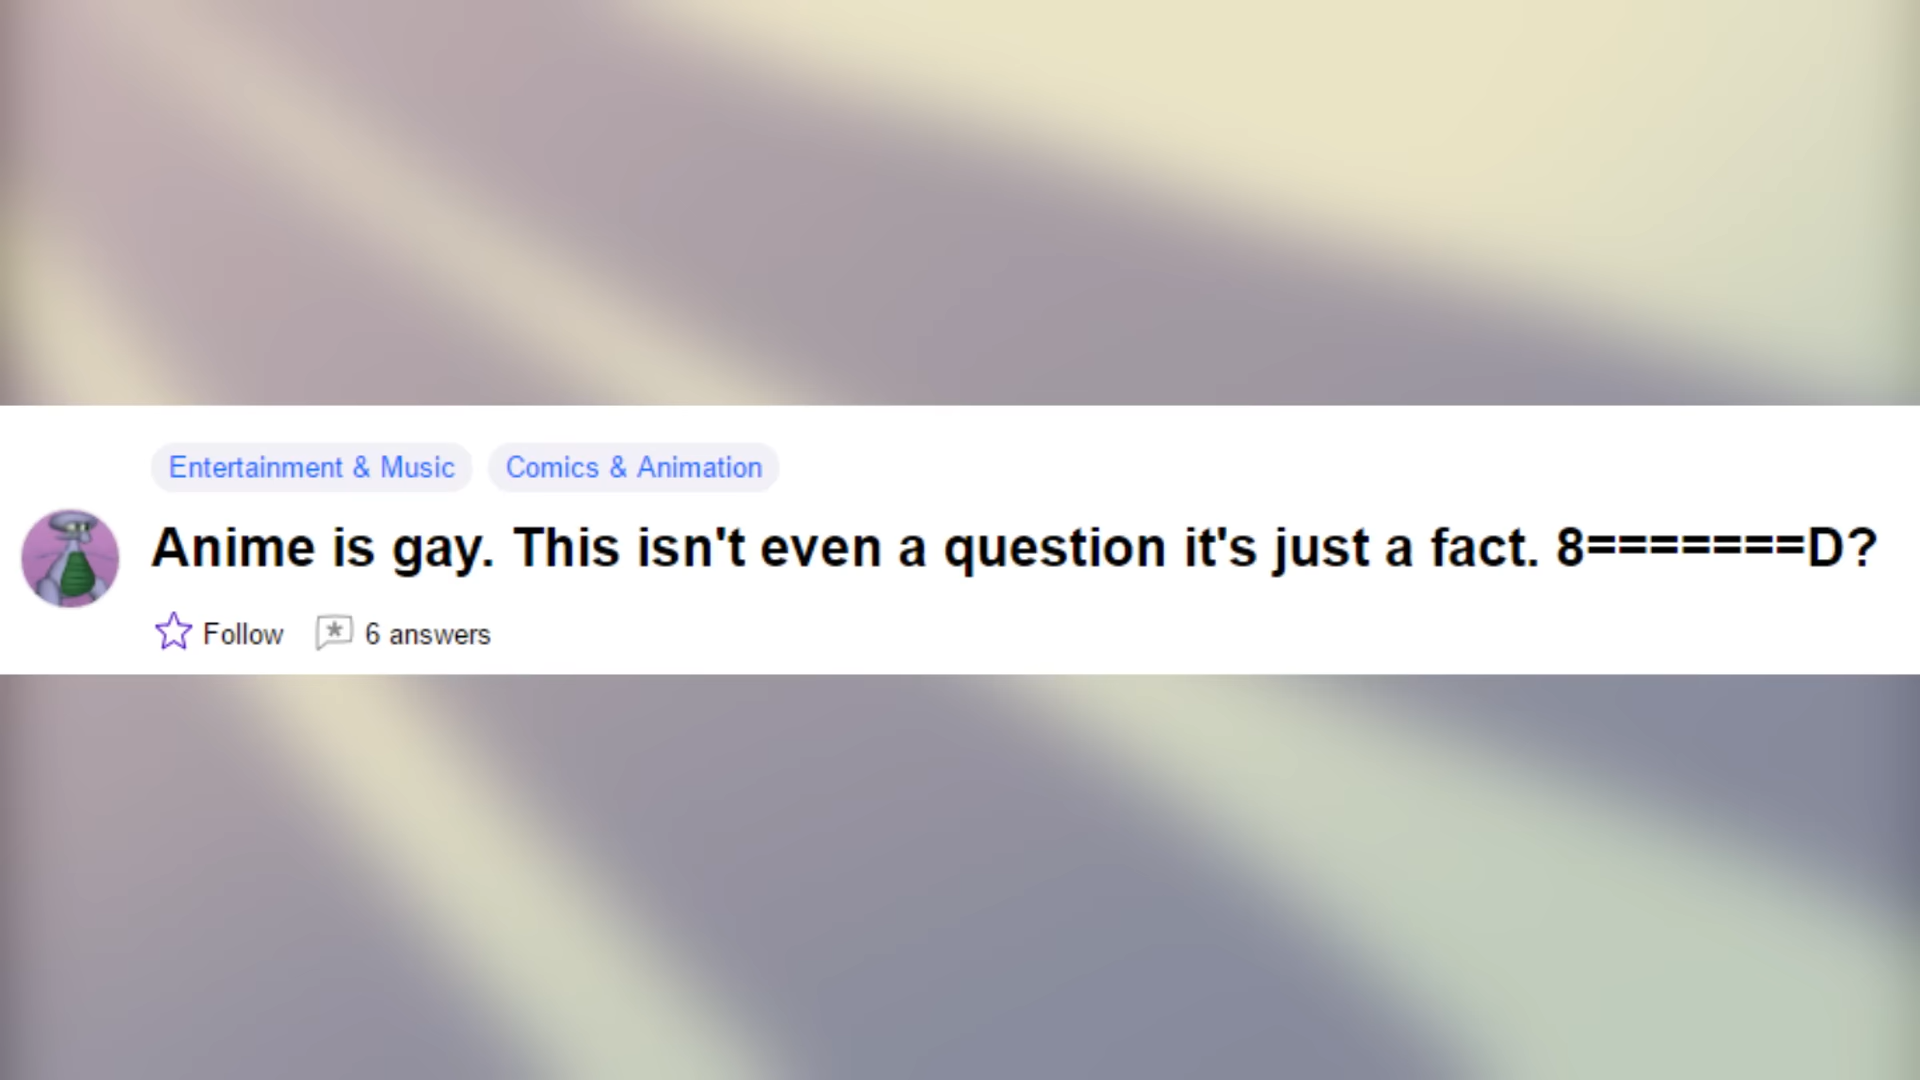 Entertainment & Music Comics & Animation
Anime is gay. This isn't even a question it's just a fact. 8=======D?
Follow 6 answers